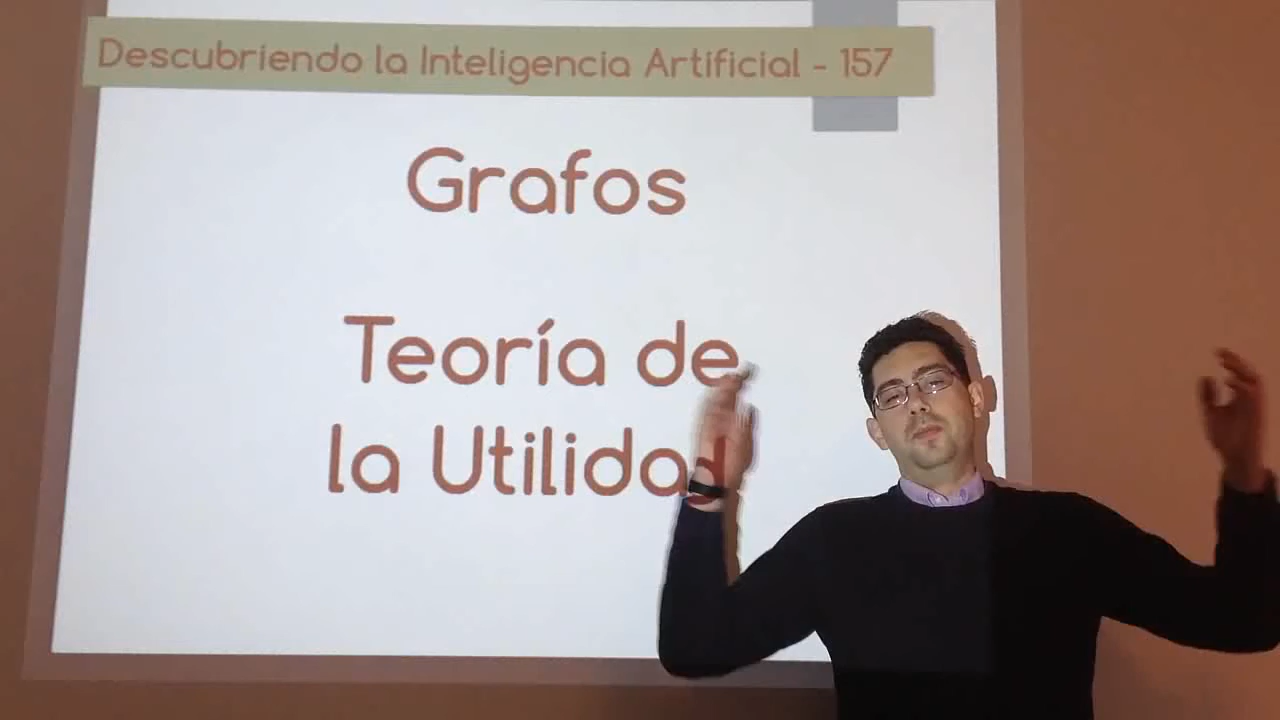 Descubriendo la Inteligencia Artificial - 157
Grafos
Teoría de
la Utilidad